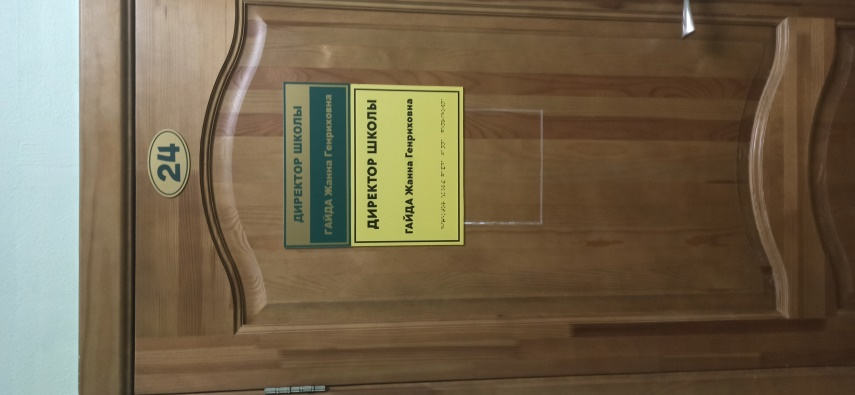 24
ДИРЕКТОР ШКОЛЫ
ГАЙДА Жанна Генриховна
ДИРЕКТОР ШКОЛЫ
ГАЙДА Жанна Генриховна